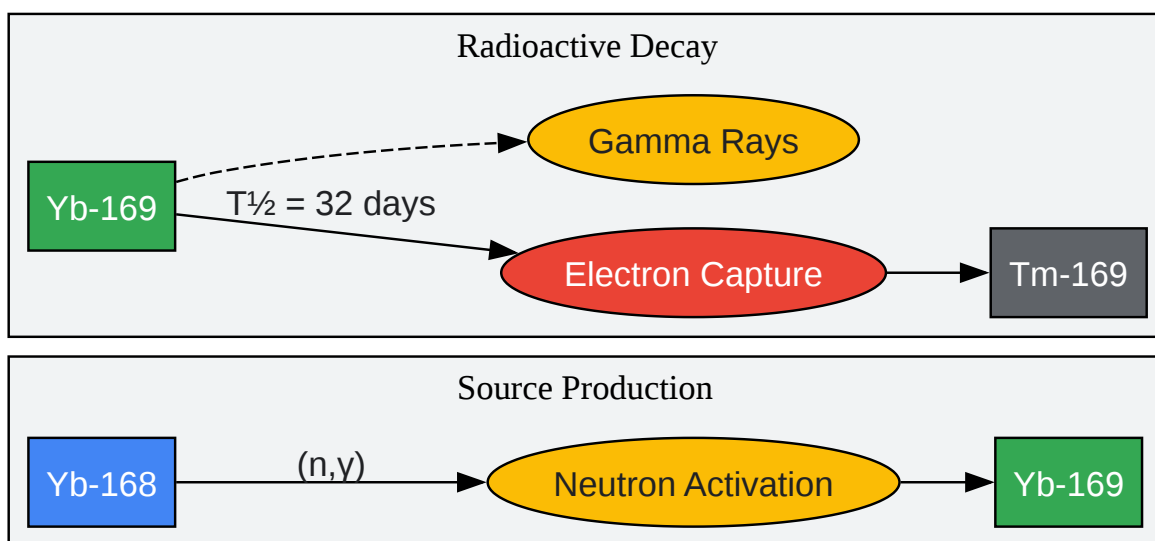 Radioactive Decay
Gamma Rays
Yb-169
T½ = 32 days
Electron Capture
Tm-169
Source Production
Yb-168
(n,γ)
Neutron Activation
Yb-169